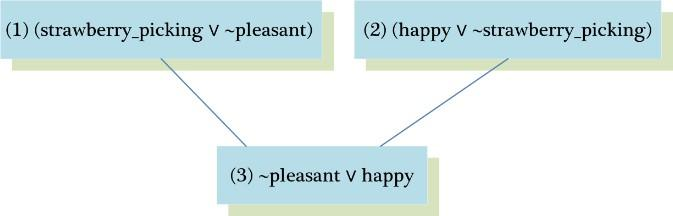 (1) (strawberry_picking ∨ ~pleasant)
(2) (happy ∨ ~strawberry_picking)
(3) ~pleasant ∨ happy